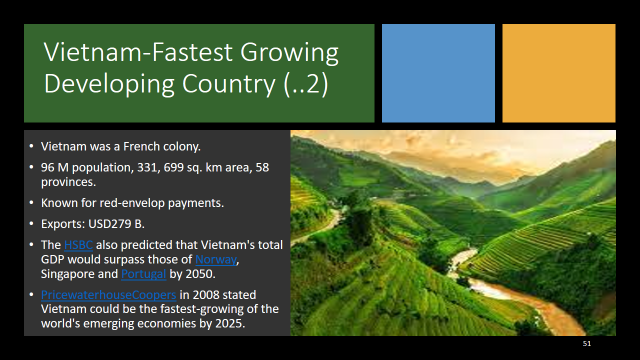 Vietnam-Fastest Growing
Developing Country (..2)
• Vietnam was a French colony.
• 96 M population, 331, 699 sq. km area, 58
provinces.
• Known for red-envelop payments.
• Exports: USD279 B.
• The HSBC also predicted that Vietnam's total
GDP would surpass those of Norway,
Singapore and Portugal by 2050.
• PricewaterhouseCoopers in 2008 stated
Vietnam could be the fastest-growing of the
world's emerging economies by 2025.
51